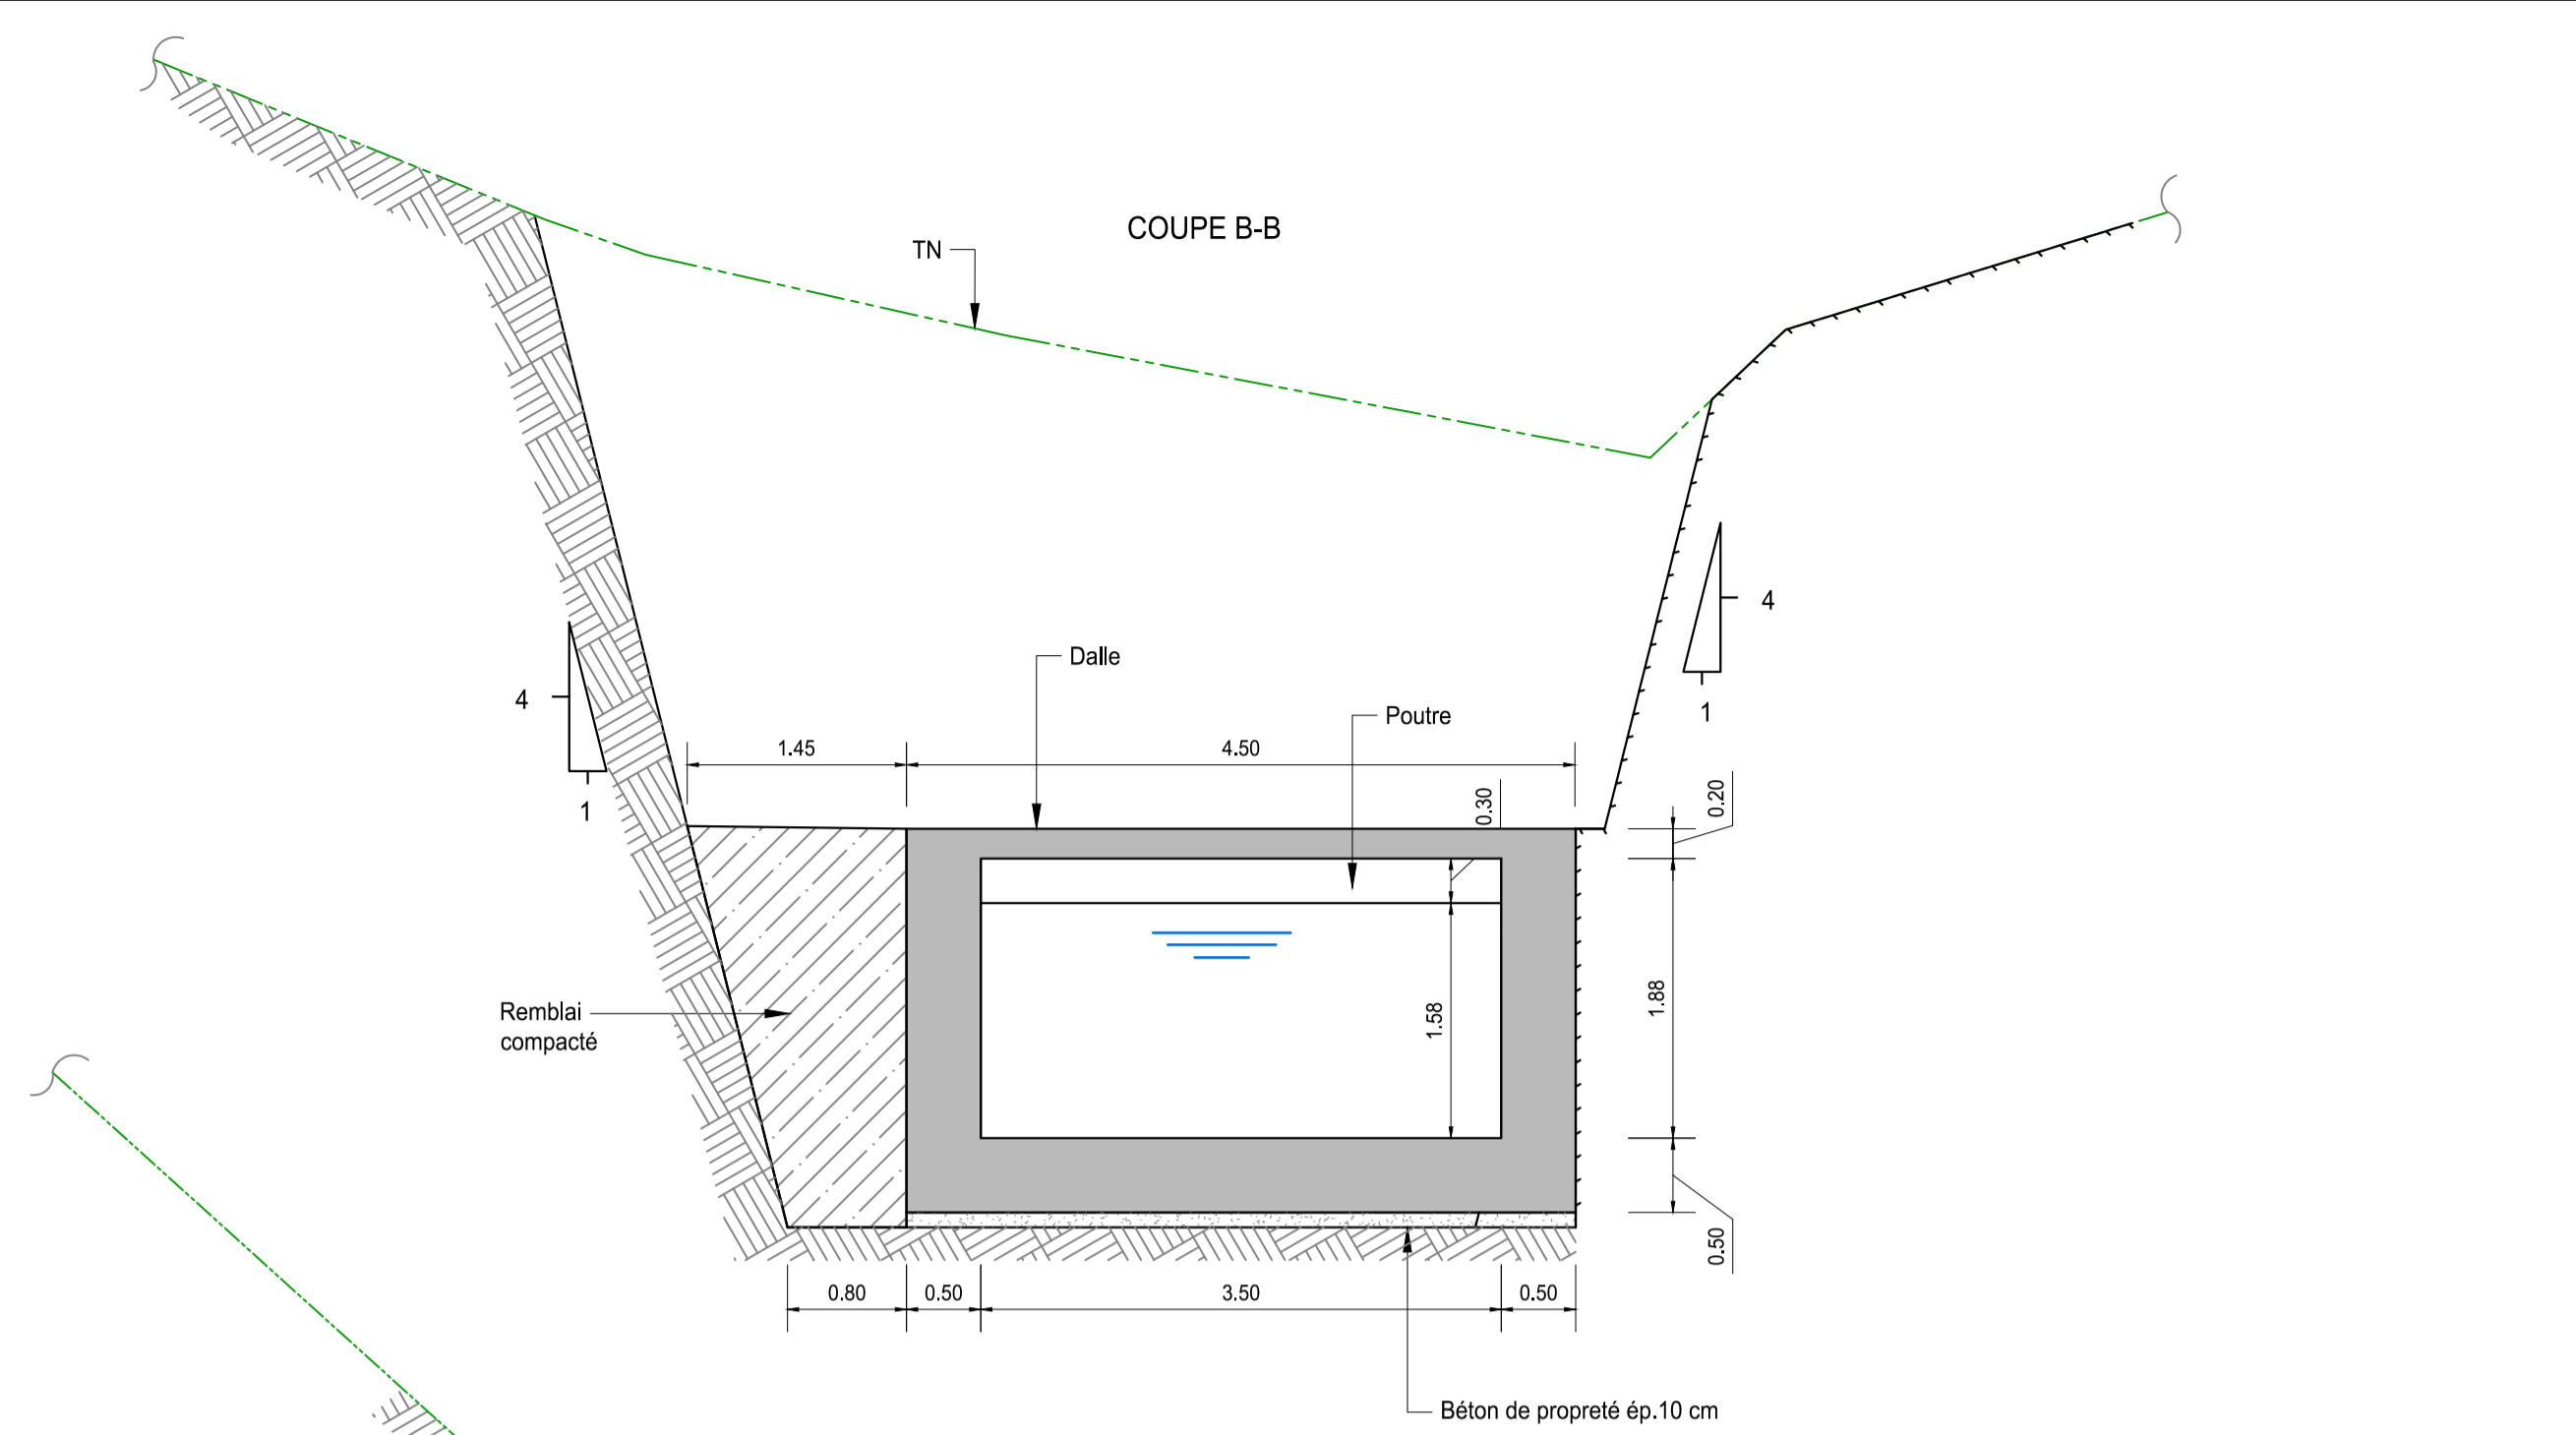 COUPE B-B
TN
4
1
4
1
Dalle
Poutre
1.45
4.50
0.30
0.20
1.88
1.58
Remblai
compacté
0.50
0.80
0.50
3.50
0.50
Béton de propreté ép.10 cm